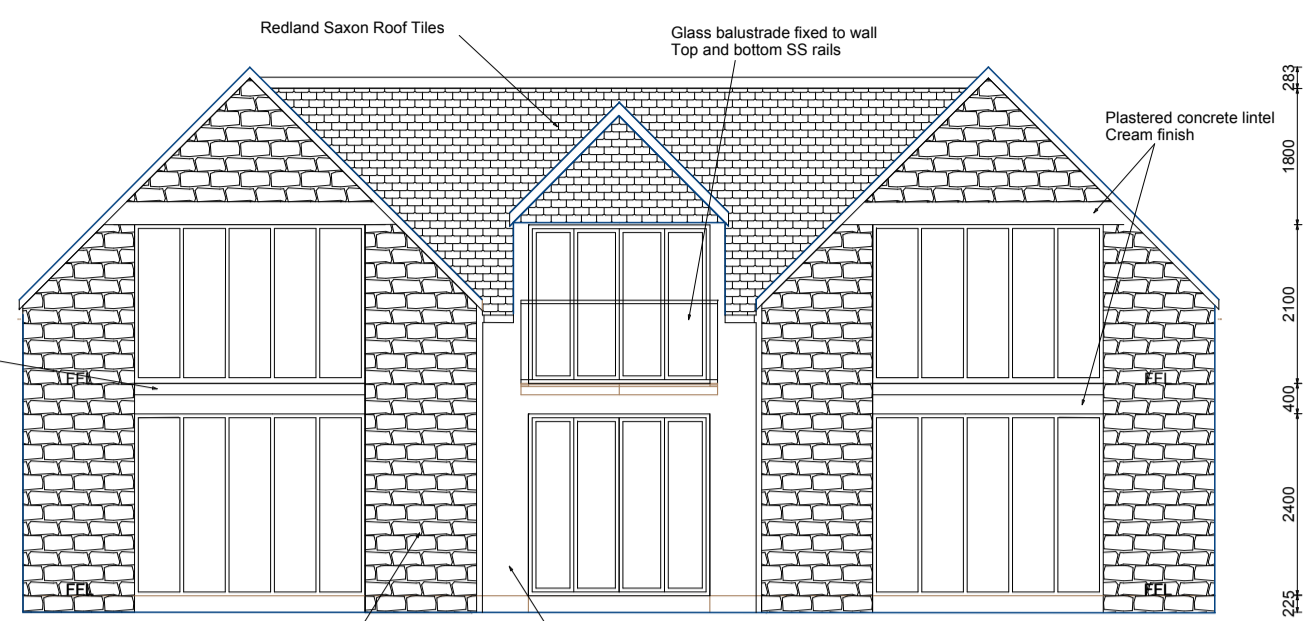 Redland Saxon Roof Tiles
Glass balustrade fixed to wall
Top and bottom SS rails
Plastered concrete lintel
Cream finish
283
1800
2100
400
2400
225
FFL
FFL
FFL
FFL